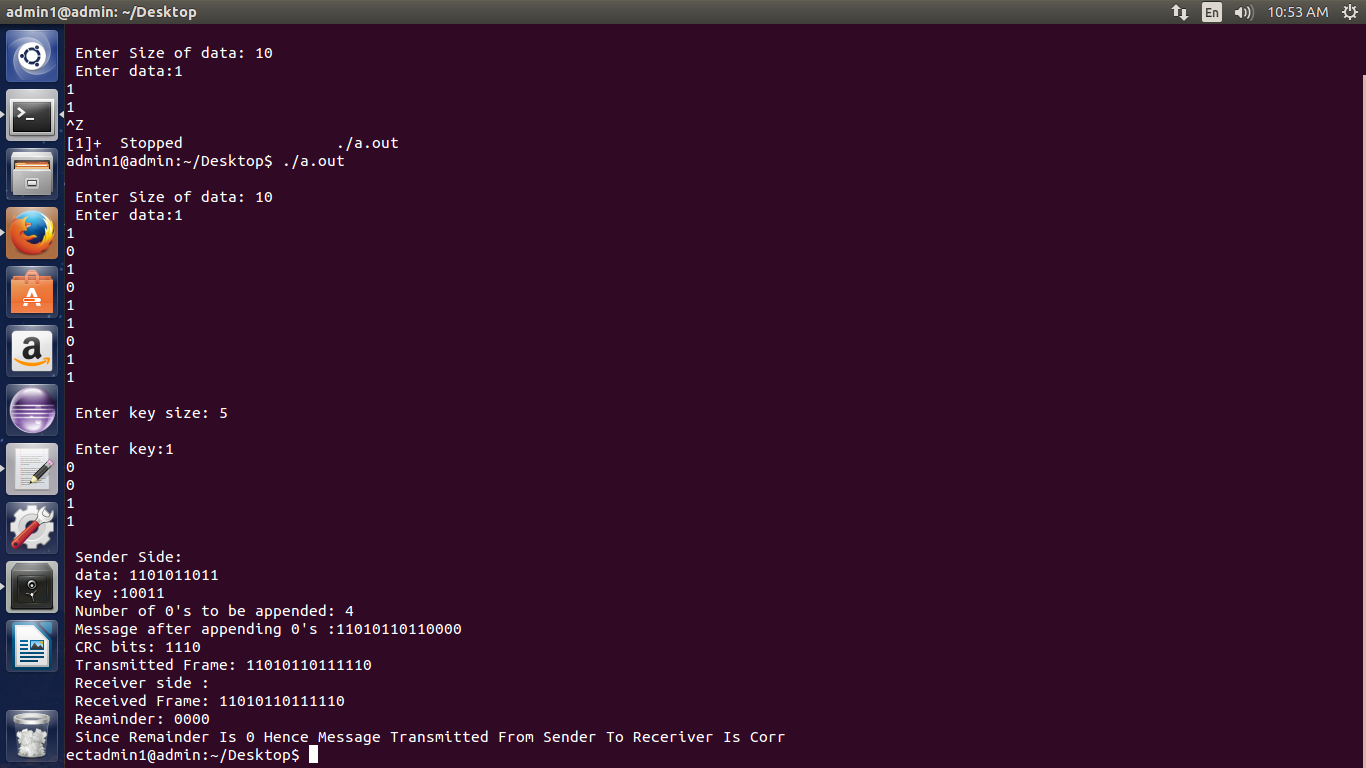 admin1@admin: ~/Desktop
En
10:53 AM
Enter Size of data: 10
Enter data:1
1
1
^Z
[1]+  Stopped                 ./a.out
admin1@admin:~/Desktop$ ./a.out
Enter Size of data: 10
Enter data:1
1
0
1
0
1
1
0
1
1
Enter key size: 5
Enter key:1
0
0
1
1
Sender Side:
data: 1101011011
key :10011
Number of 0's to be appended: 4
Message after appending 0's :11010110110000
CRC bits: 1110
Transmitted Frame: 11010110111110
Receiver side :
Received Frame: 11010110111110
Reaminder: 0000
Since Remainder Is 0 Hence Message Transmitted From Sender To Receriver Is Corr
ectadmin1@admin:~/Desktop$